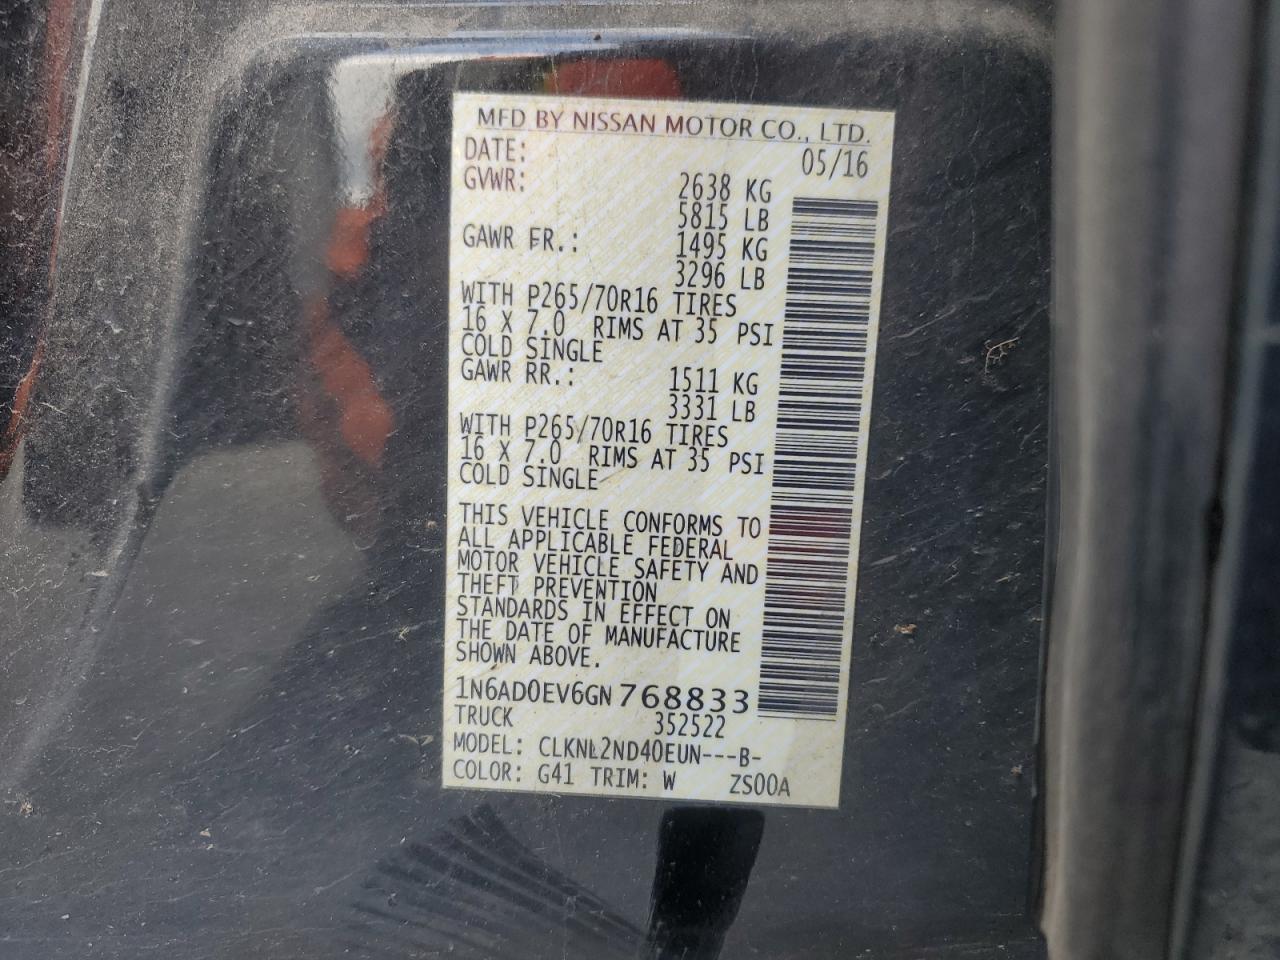 MFD BY NISSAN MOTOR CO., LTD.
DATE: 05/16
GVWR: 2638 KG
5815 LB
GAWR FR.: 1495 KG
3296 LB
WITH P265/70R16 TIRES
16 X 7.0 RIMS AT 35 PSI
COLD SINGLE
GAWR RR.: 1511 KG
3331 LB
WITH P265/70R16 TIRES
16 X 7.0 RIMS AT 35 PSI
COLD SINGLE
THIS VEHICLE CONFORMS TO
ALL APPLICABLE FEDERAL
MOTOR VEHICLE SAFETY AND
THEFT PREVENTION
STANDARDS IN EFFECT ON
THE DATE OF MANUFACTURE
SHOWN ABOVE.
1N6AD0EV6GN768833
TRUCK 352522
MODEL: CLKNL2ND40EUN---B-
COLOR: G41 TRIM: W ZS00A